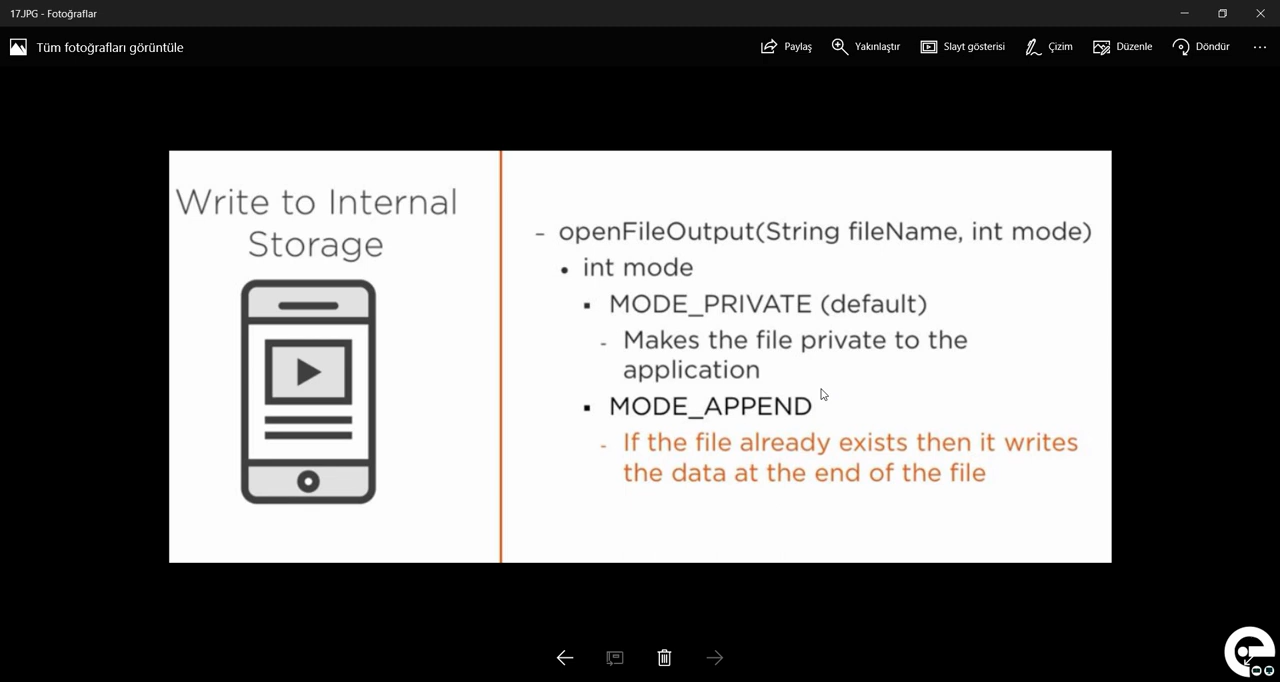 17.JPG - Fotoğraflar
Tüm fotoğrafları görüntüle
Paylaş
Yakınlaştır
Slayt gösterisi
Çizim
Düzenle
Döndür
Write to Internal
Storage
- openFileOutput(String fileName, int mode)
• int mode
▪ MODE_PRIVATE (default)
- Makes the file private to the
application
▪ MODE_APPEND
- If the file already exists then it writes
the data at the end of the file